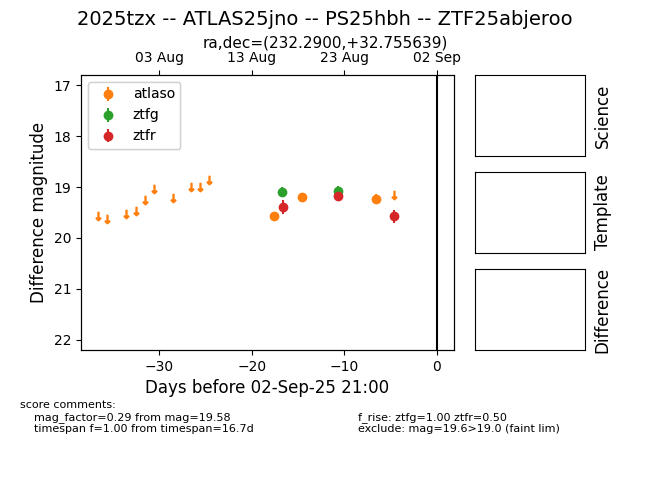 2025tzx -- ATLAS25jno -- PS25hbh -- ZTF25abjeroo
ra,dec=(232.2900,+32.755639)
03 Aug 13 Aug 23 Aug 02 Sep
17
18
19
20
21
22
Difference magnitude
atlaso
ztfg
ztfr
−30 −20 −10 0
Days before 02-Sep-25 21:00
Science
Template
Difference
score comments:
mag_factor=0.29 from mag=19.58
timespan f=1.00 from timespan=16.7d
f_rise: ztfg=1.00 ztfr=0.50
exclude: mag=19.6>19.0 (faint lim)